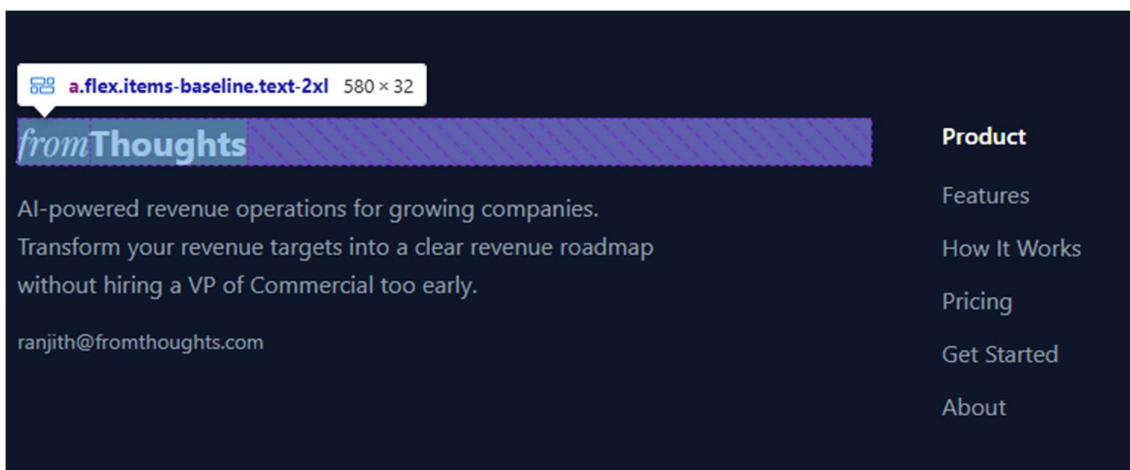 a.flex.items-baseline.text-2xl 580 × 32
fromThoughts
AI-powered revenue operations for growing companies.
Transform your revenue targets into a clear revenue roadmap
without hiring a VP of Commercial too early.
ranjith@fromthoughts.com
Product
Features
How It Works
Pricing
Get Started
About